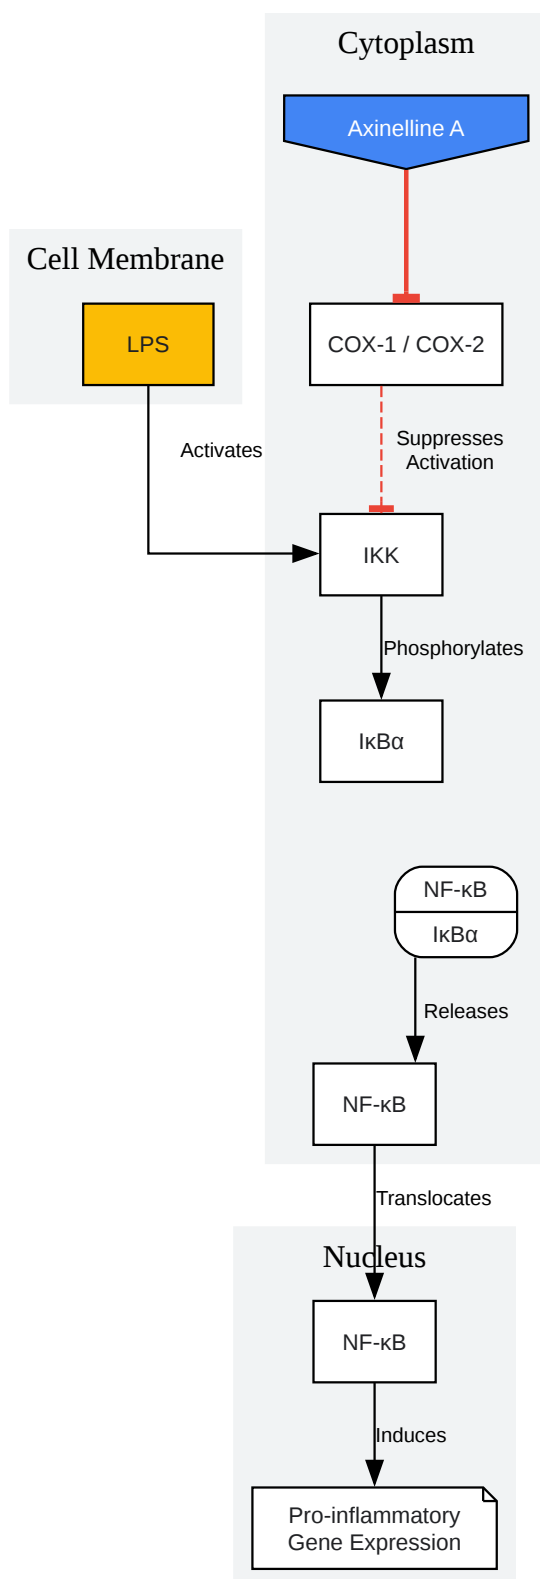 Cytoplasm
Axinelline A
Cell Membrane
LPS
COX-1 / COX-2
Activates
Suppresses
Activation
IKK
Phosphorylates
IκBα
NF-κB
IκBα
Releases
NF-κB
Translocates
Nucleus
NF-κB
Induces
Pro-inflammatory
Gene Expression